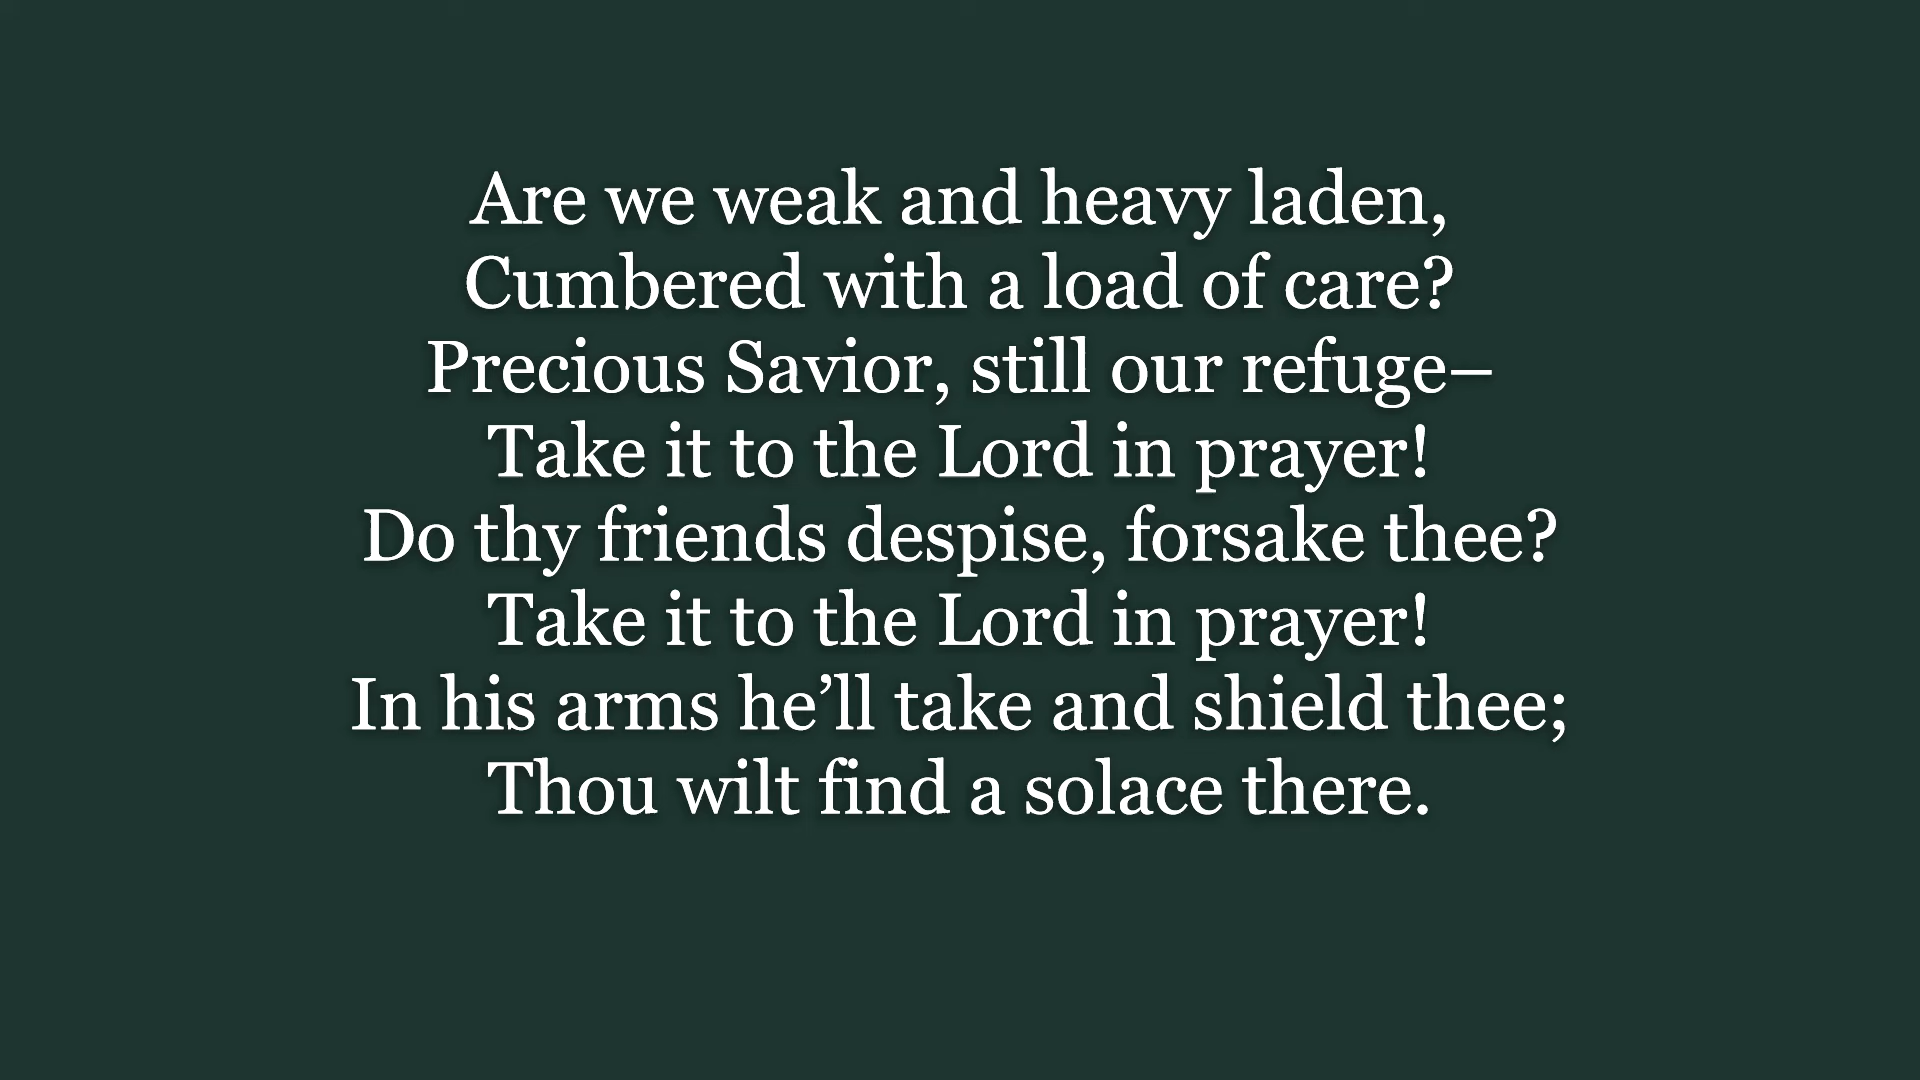 Are we weak and heavy laden,
Cumbered with a load of care?
Precious Savior, still our refuge–
Take it to the Lord in prayer!
Do thy friends despise, forsake thee?
Take it to the Lord in prayer!
In his arms he’ll take and shield thee;
Thou wilt find a solace there.